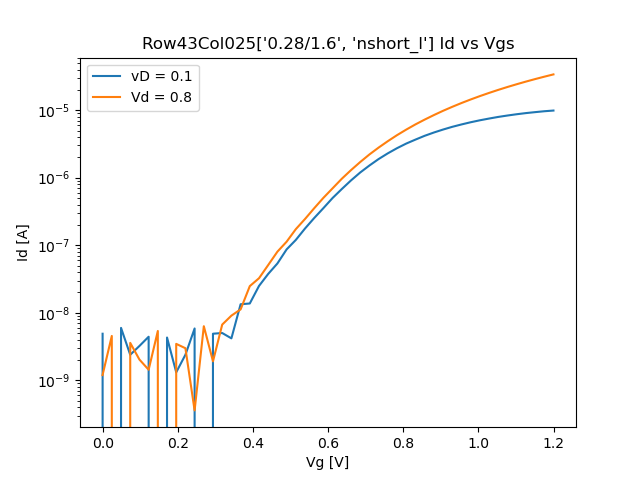 Row43Col025['0.28/1.6', 'nshort_l'] Id vs Vgs
vD = 0.1
Vd = 0.8
Id [A]
10⁻⁵
10⁻⁶
10⁻⁷
10⁻⁸
10⁻⁹
0.0 0.2 0.4 0.6 0.8 1.0 1.2
Vg [V]